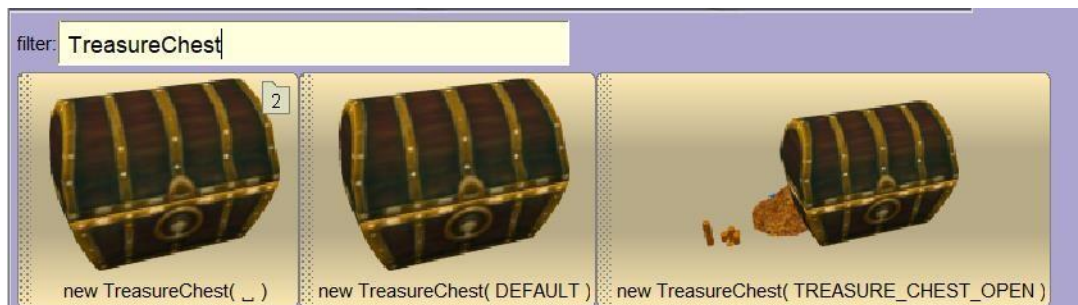 filter: TreasureChest
2
new TreasureChest( ␣ ) new TreasureChest( DEFAULT ) new TreasureChest( TREASURE_CHEST_OPEN )